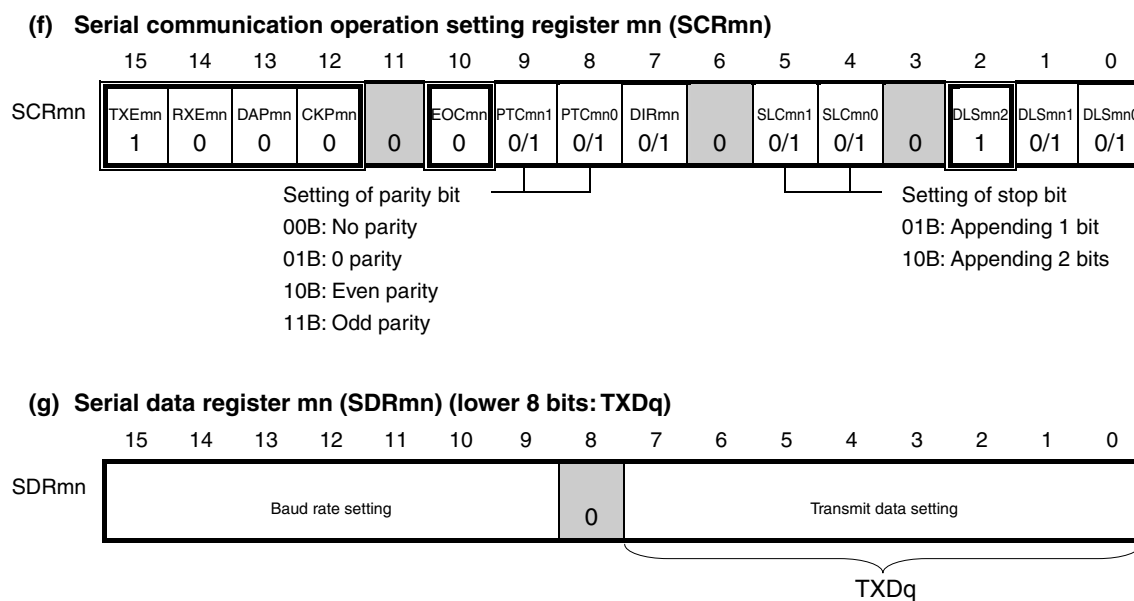 (f) Serial communication operation setting register mn (SCRmn)
15 14 13 12 11 10 9 8 7 6 5 4 3 2 1 0
SCRmn TXEmn RXEmn DAPmn CKPmn EOCmn PTCmn1 PTCmn0 DIRmn SLCmn1 SLCmn0 DLSmn2 DLSmn1 DLSmn0
1 0 0 0 0 0 0/1 0/1 0/1 0 0/1 0/1 0 1 0/1 0/1
Setting of parity bit
00B: No parity
01B: 0 parity
10B: Even parity
11B: Odd parity
Setting of stop bit
01B: Appending 1 bit
10B: Appending 2 bits
(g) Serial data register mn (SDRmn) (lower 8 bits: TXDq)
15 14 13 12 11 10 9 8 7 6 5 4 3 2 1 0
SDRmn Baud rate setting 0 Transmit data setting
TXDq